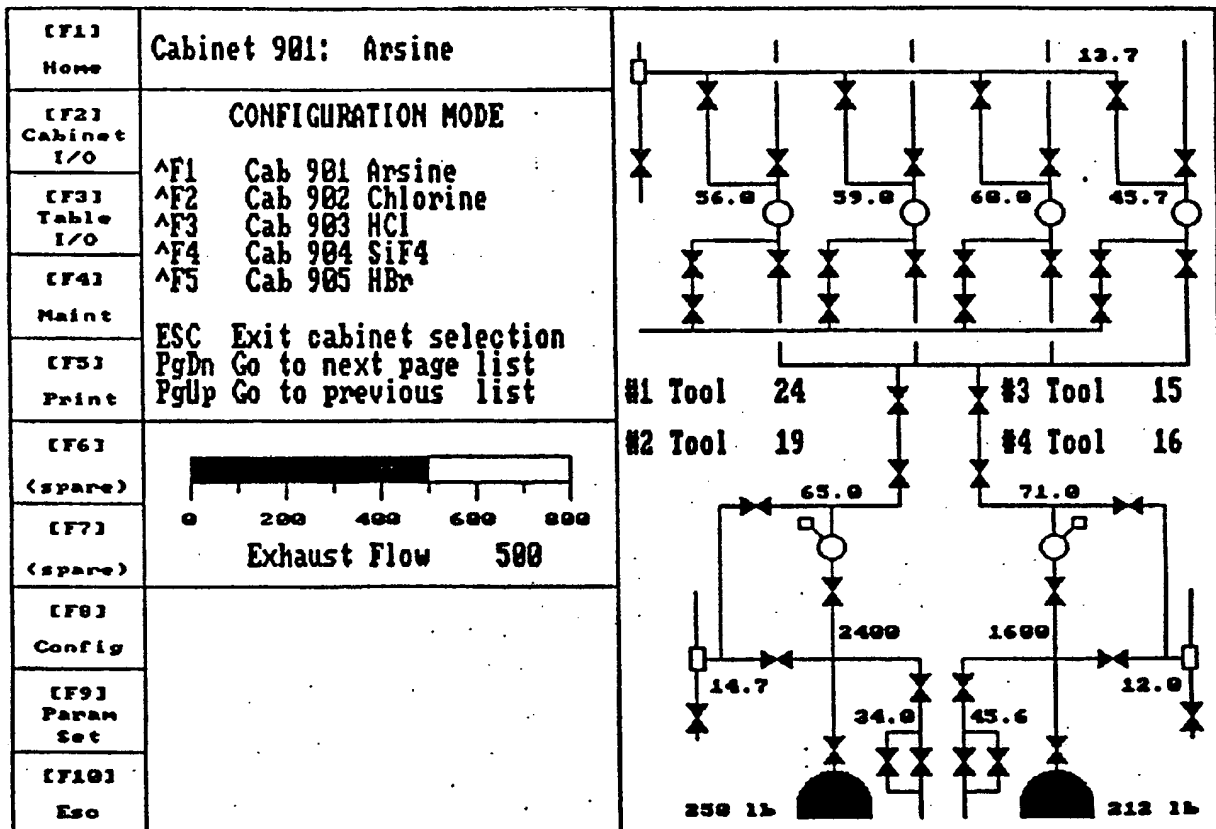 [F1]
Home
[F2]
Cabinet
I/O
[F3]
Table
I/O
[F4]
Maint
[F5]
Print
[F6]
(spare)
[F7]
(spare)
[F8]
Config
[F9]
Param
Set
[F10]
Esc
Cabinet 901: Arsine
CONFIGURATION MODE
^F1 Cab 901 Arsine
^F2 Cab 902 Chlorine
^F3 Cab 903 HCl
^F4 Cab 904 SiF4
^F5 Cab 905 HBr
ESC Exit cabinet selection
PgDn Go to next page list
PgUp Go to previous list
0 200 400 600 800
Exhaust Flow 500
13.7
56.0 59.0 60.0 45.7
#1 Tool 24 #3 Tool 15
#2 Tool 19 #4 Tool 16
65.0 71.0
2400 1600
14.7 12.0
34.0 45.6
250 lb 212 lb